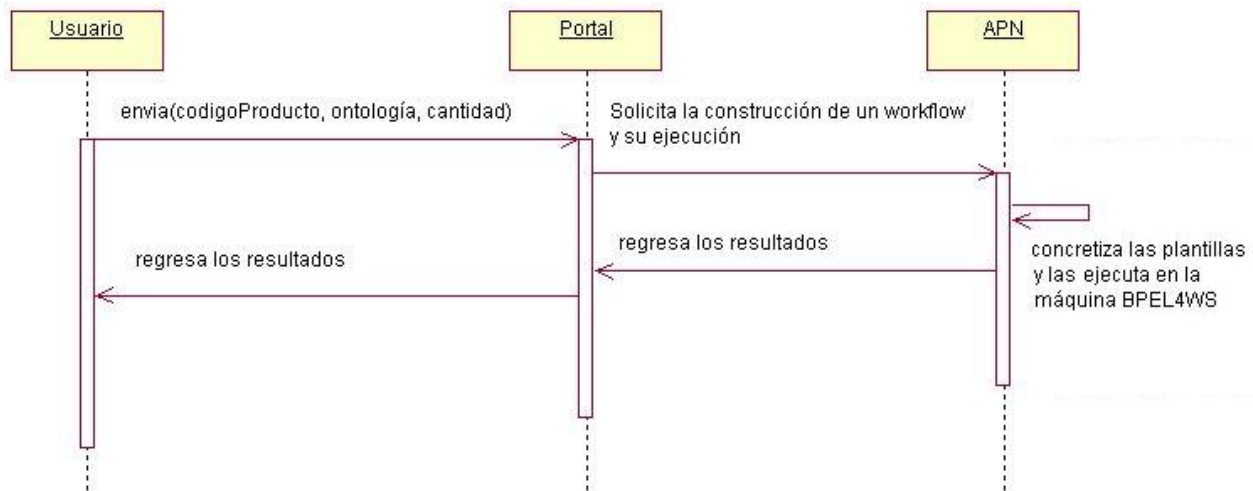 Usuario
Portal
APN
envia(codigoProducto, ontología, cantidad)
Solicita la construcción de un workflow
y su ejecución
regresa los resultados
regresa los resultados
concretiza las plantillas
y las ejecuta en la
máquina BPEL4WS